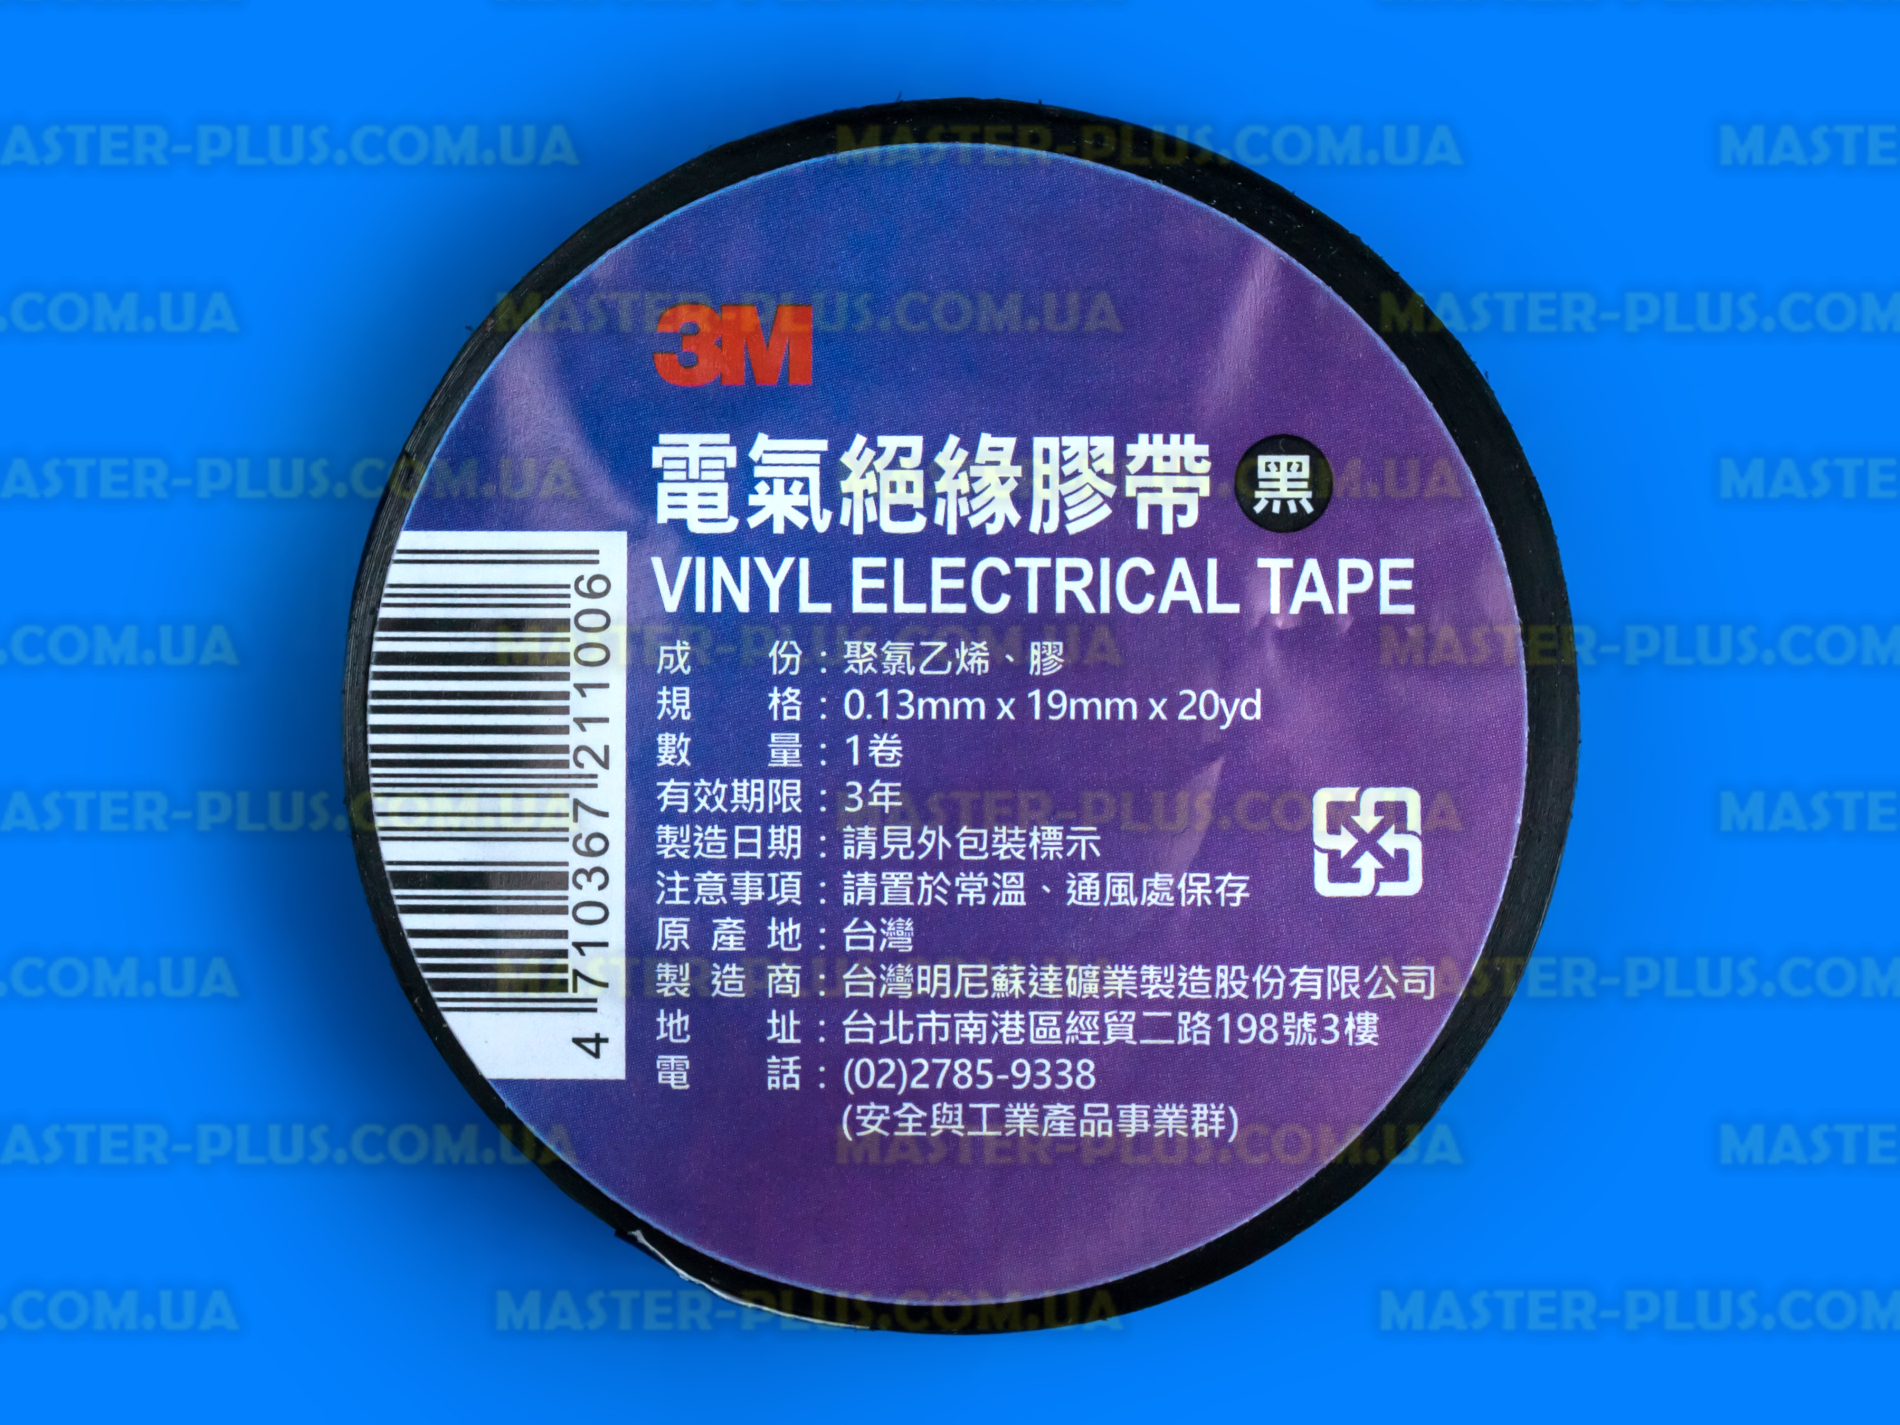 3M
電氣絕緣膠帶 黑
VINYL ELECTRICAL TAPE
成份：聚氯乙烯、膠
規格：0.13mm x 19mm x 20yd
數量：1卷
有效期限：3年
製造日期：請見外包裝標示
注意事項：請置於常溫、通風處保存
原產地：台灣
製造商：台灣明尼蘇達礦業製造股份有限公司
地址：台北市南港區經貿二路198號3樓
電話：(02)2785-9338
(安全與工業產品事業群)
4 710367 211006
MASTER-PLUS.COM.UA